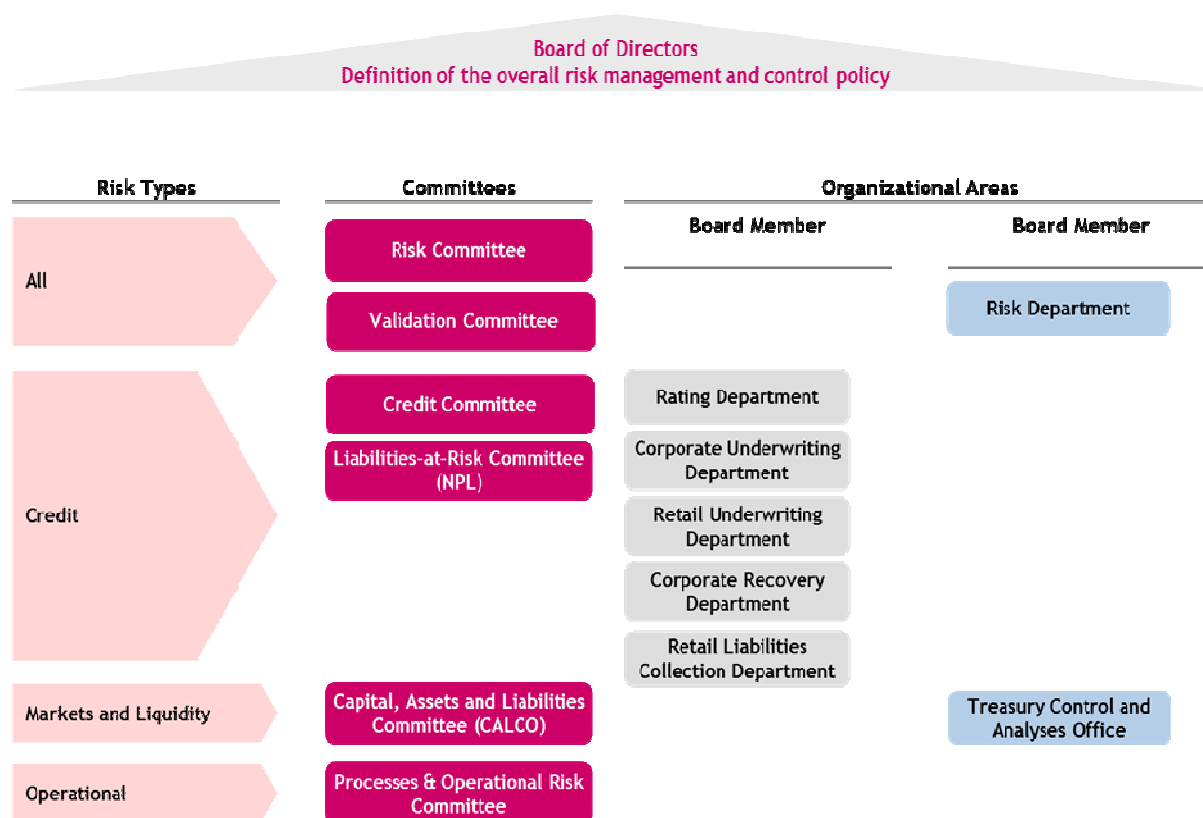 Board of Directors
Definition of the overall risk management and control policy
Risk Types
Committees
Organizational Areas
Board Member
Board Member
All
Risk Committee
Validation Committee
Risk Department
Credit
Credit Committee
Liabilities-at-Risk Committee
(NPL)
Rating Department
Corporate Underwriting
Department
Retail Underwriting
Department
Corporate Recovery
Department
Retail Liabilities
Collection Department
Markets and Liquidity
Capital, Assets and Liabilities
Committee (CALCO)
Treasury Control and
Analyses Office
Operational
Processes & Operational Risk
Committee